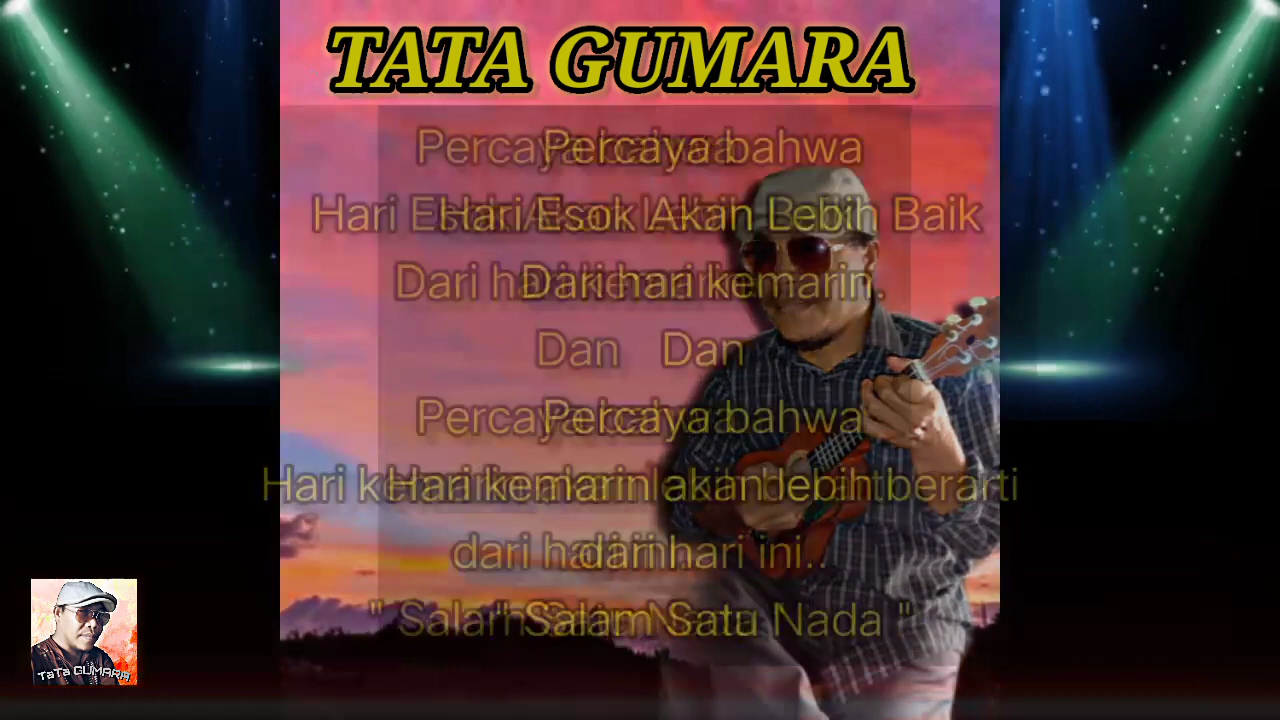 TATA GUMARA
Percaya bahwa
Hari Esok Akan Lebih Baik
Dari hari kemarin.
Dan Dan
Percaya bahwa
Hari kemarin akan lebih berarti
dari hari ini..
" Salam Satu Nada "
TaTa GUMARA